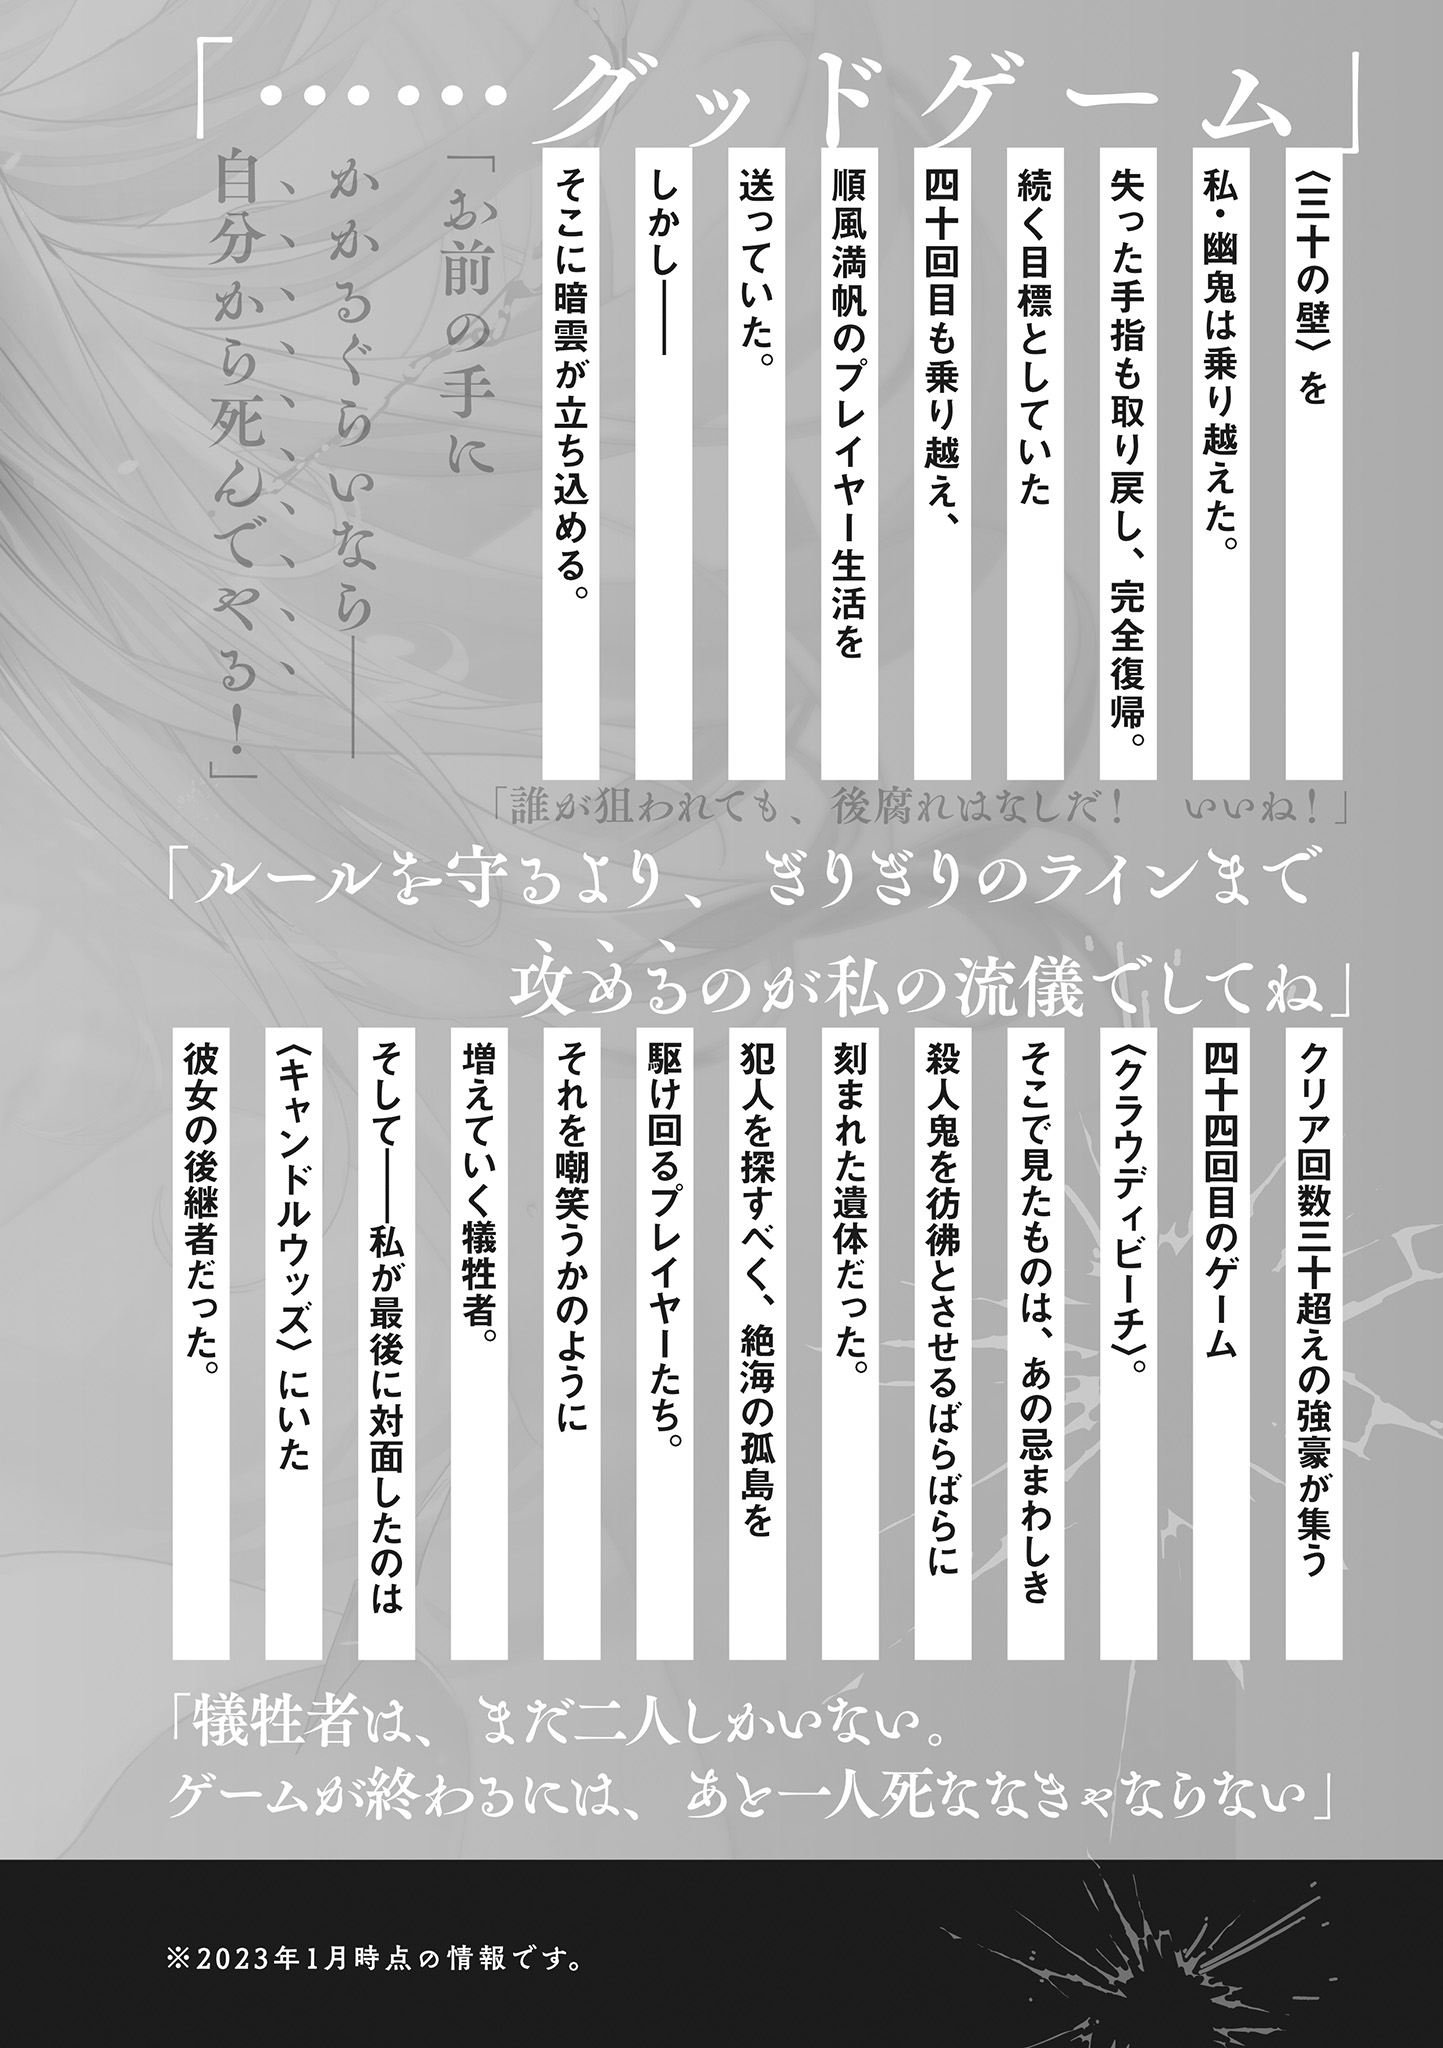 「……グッドゲーム」
〈三十の壁〉を
私・幽鬼は乗り越えた。
失った手指も取り戻し、完全復帰。
続く目標としていた
四十回目も乗り越え、
順風満帆のプレイヤー生活を
送っていた。
しかし――
そこに暗雲が立ち込める。
「お前の手に
かかるぐらいなら――
自分から死んでやる！」
「誰が狙われても、後腐れはなしだ！　いいね！」
「ルールを守るより、ぎりぎりのラインまで
攻めるのが私の流儀でしてね」
クリア回数三十超えの強豪が集う
四十四回目のゲーム
〈クラウディビーチ〉。
そこで見たものは、あの忌まわしき
殺人鬼を彷彿とさせるばらばらに
刻まれた遺体だった。
犯人を探すべく、絶海の孤島を
駆け回るプレイヤーたち。
それを嘲笑うかのように
増えていく犠牲者。
そして――私が最後に対面したのは
〈キャンドルウッズ〉にいた
彼女の後継者だった。
「犠牲者は、まだ二人しかいない。
ゲームが終わるには、あと一人死ななきゃならない」
※2023年1月時点の情報です。